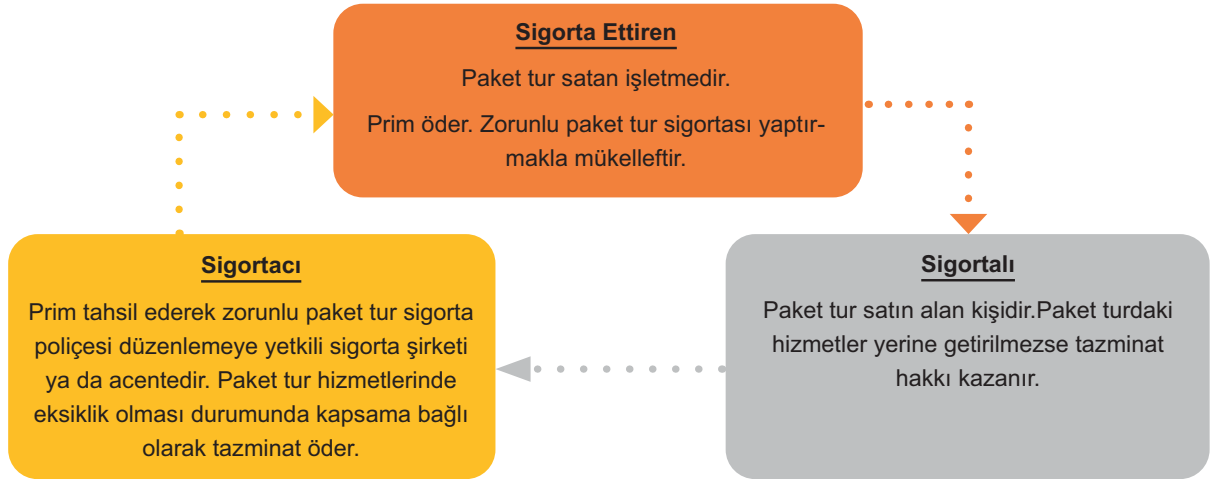 Sigorta Ettiren
Paket tur satan işletmedir.
Prim öder. Zorunlu paket tur sigortası yaptır-
makla mükelleftir.
Sigortacı
Prim tahsil ederek zorunlu paket tur sigorta
poliçesi düzenlemeye yetkili sigorta şirketi
ya da acentedir. Paket tur hizmetlerinde
eksiklik olması durumunda kapsama bağlı
olarak tazminat öder.
Sigortalı
Paket tur satın alan kişidir.Paket turdaki
hizmetler yerine getirilmezse tazminat
hakkı kazanır.